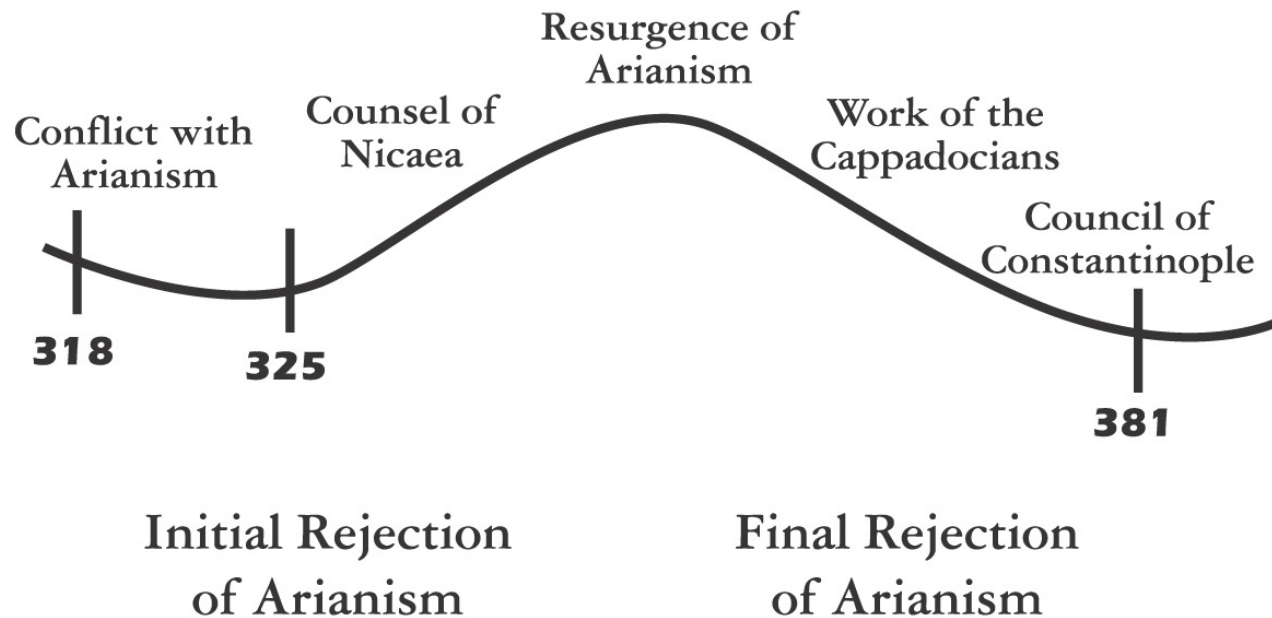 Resurgence of
Arianism
Conflict with
Arianism
Counsel of
Nicaea
Work of the
Cappadocians
Council of
Constantinople
318
325
381
Initial Rejection
of Arianism
Final Rejection
of Arianism